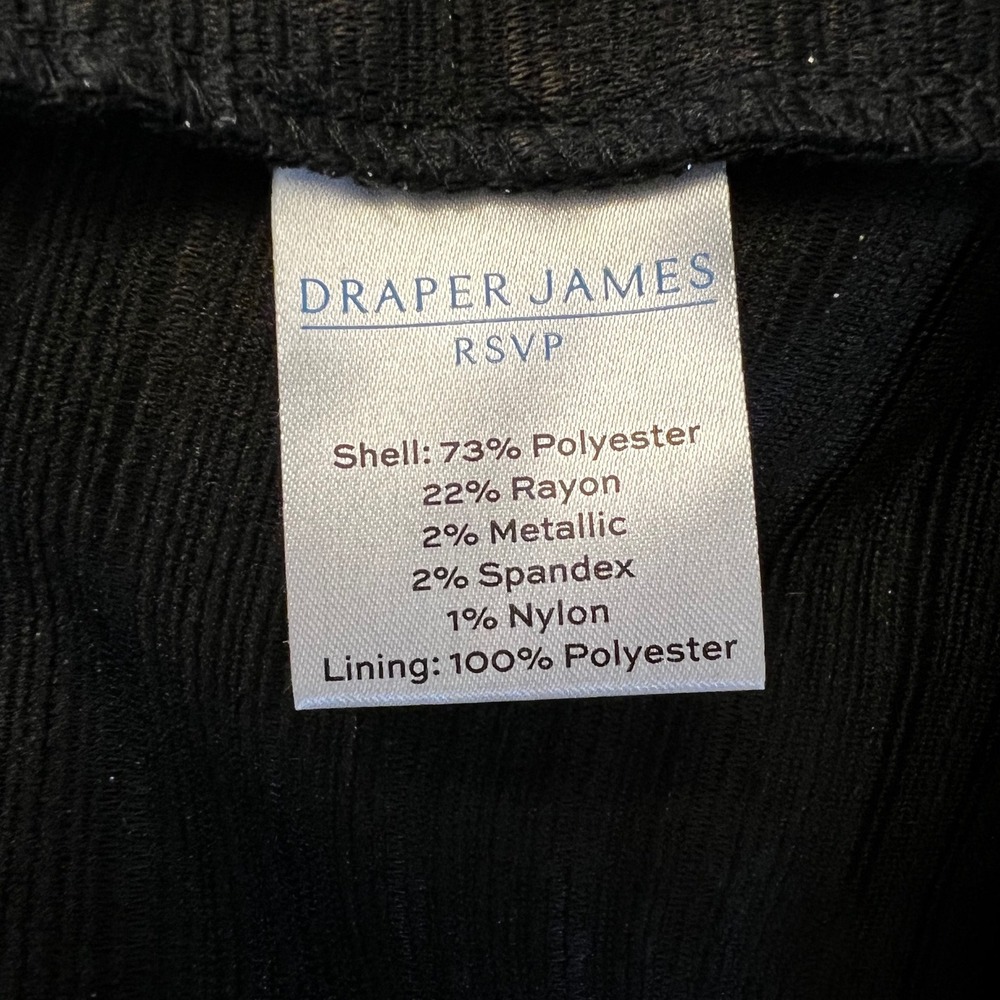 DRAPER JAMES
RSVP
Shell: 73% Polyester
22% Rayon
2% Metallic
2% Spandex
1% Nylon
Lining: 100% Polyester